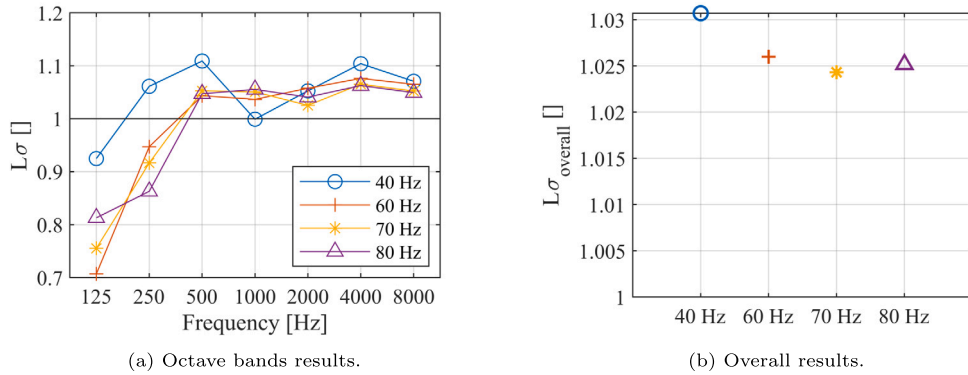 1.2
1.1
1
0.9
0.8
0.7
Lσ []
125 250 500 1000 2000 4000 8000
Frequency [Hz]
40 Hz
60 Hz
70 Hz
80 Hz
(a) Octave bands results.
1.03
1.025
1.02
1.015
1.01
1.005
1
Lσoverall []
40 Hz 60 Hz 70 Hz 80 Hz
(b) Overall results.